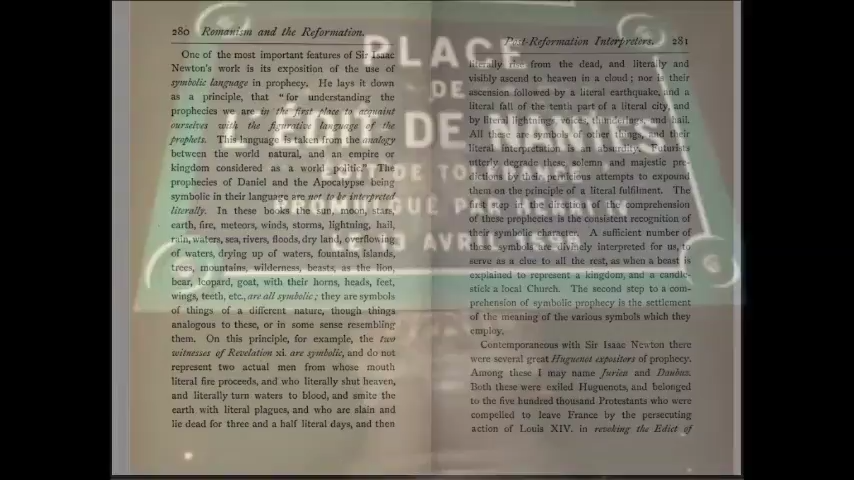 280 Romanism and the Reformation.
One of the most important features of Sir Isaac
Newton's work is its exposition of the use of
symbolic language in prophecy. He lays it down
as a principle, that "for understanding the
prophecies we are in the first place to acquaint
ourselves with the figurative language of the
prophets. This language is taken from the analogy
between the world natural, and an empire or
kingdom considered as a world politic." The
prophecies of Daniel and the Apocalypse being
symbolic in their language are not to be interpreted
literally. In these books the sun, moon, stars,
earth, fire, meteors, winds, storms, lightning, hail,
rain, waters, sea, rivers, floods, dry land, overflowing
of waters, drying up of waters, fountains, islands,
trees, mountains, wilderness, beasts, as the lion,
bear, leopard, goat, with their horns, heads, feet,
wings, teeth, etc., are all symbolic; they are symbols
of things of a different nature, though things
analogous to these, or in some sense resembling
them. On this principle, for example, the two
witnesses of Revelation xi. are symbolic, and do not
represent two actual men from whose mouth
literal fire proceeds, and who literally shut heaven,
and literally turn waters to blood, and smite the
earth with literal plagues, and who are slain and
lie dead for three and a half literal days, and then
Post-Reformation Interpreters. 281
literally rise from the dead, and literally and
visibly ascend to heaven in a cloud; nor is their
ascension followed by a literal earthquake, and a
literal fall of the tenth part of a literal city, and
by literal lightnings, voices, thunderings, and hail.
All these are symbols of other things, and their
literal interpretation is an absurdity. Futurists
utterly degrade these solemn and majestic pre-
dictions by their pernicious attempts to expound
them on the principle of a literal fulfilment. The
first step in the direction of the comprehension
of these prophecies is the consistent recognition of
their symbolic character. A sufficient number of
these symbols are divinely interpreted for us, to
serve as a clue to all the rest, as when a beast is
explained to represent a kingdom, and a candle-
stick a local Church. The second step to a com-
prehension of symbolic prophecy is the settlement
of the meaning of the various symbols which they
employ.
Contemporaneous with Sir Isaac Newton there
were several great Huguenot expositors of prophecy.
Among these I may name Jurieu and Daubuz.
Both these were exiled Huguenots, and belonged
to the five hundred thousand Protestants who were
compelled to leave France by the persecuting
action of Louis XIV. in revoking the Edict of
PLACE
DE
L'ÉDIT DE
ÉDIT DE
PROMULGUÉ PAR HENRI IV
LE 13 AVRIL 1598